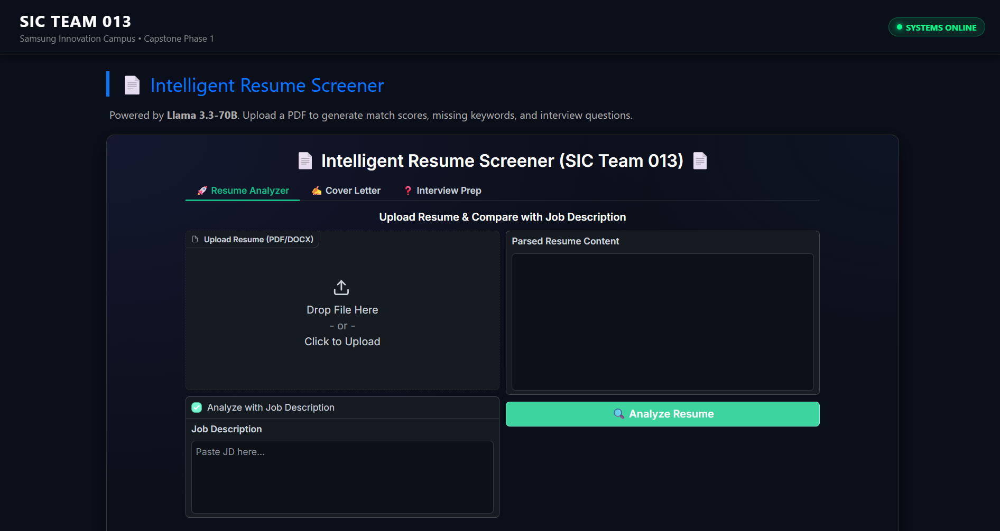 SIC TEAM 013
Samsung Innovation Campus • Capstone Phase 1
SYSTEMS ONLINE
Intelligent Resume Screener
Powered by Llama 3.3-70B. Upload a PDF to generate match scores, missing keywords, and interview questions.
Intelligent Resume Screener (SIC Team 013)
Resume Analyzer
Cover Letter
Interview Prep
Upload Resume & Compare with Job Description
Upload Resume (PDF/DOCX)
Drop File Here
- or -
Click to Upload
Parsed Resume Content
Analyze with Job Description
Job Description
Paste JD here...
Analyze Resume